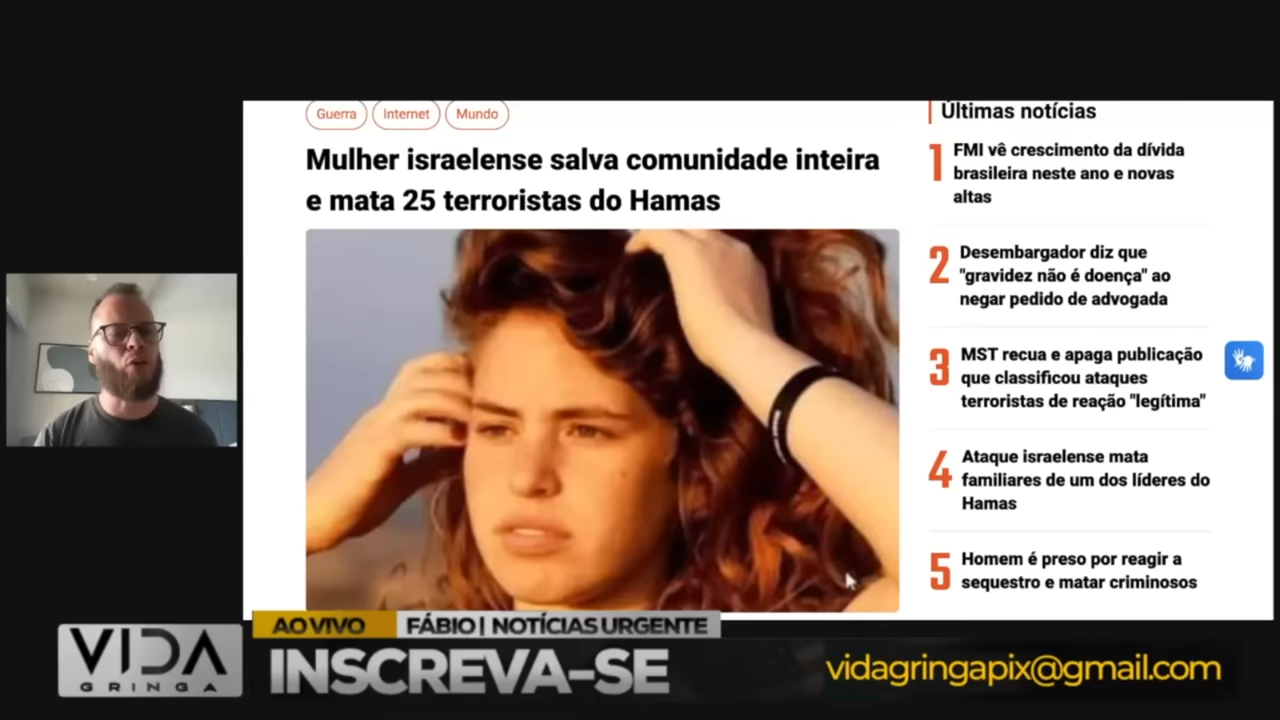 Guerra
Internet
Mundo
Mulher israelense salva comunidade inteira
e mata 25 terroristas do Hamas
Últimas notícias
1
FMI vê crescimento da dívida
brasileira neste ano e novas
altas
2
Desembargador diz que
"gravidez não é doença" ao
negar pedido de advogada
3
MST recua e apaga publicação
que classificou ataques
terroristas de reação "legítima"
4
Ataque israelense mata
familiares de um dos líderes do
Hamas
5
Homem é preso por reagir a
sequestro e matar criminosos
AO VIVO
FÁBIO | NOTÍCIAS URGENTE
VIDA
GRINGA
INSCREVA-SE
vidagringapix@gmail.com